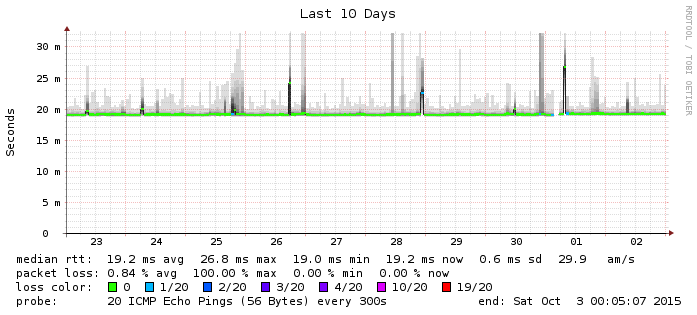 Last 10 Days
RRDTOOL / TOBI OETIKER
Seconds
30 m
25 m
20 m
15 m
10 m
5 m
0
23 24 25 26 27 28 29 30 01 02
median rtt: 19.2 ms avg 26.8 ms max 19.0 ms min 19.2 ms now 0.6 ms sd 29.9 am/s
packet loss: 0.84 % avg 100.00 % max 0.00 % min 0.00 % now
loss color: 0 1/20 2/20 3/20 4/20 10/20 19/20
probe: 20 ICMP Echo Pings (56 Bytes) every 300s end: Sat Oct 3 00:05:07 2015